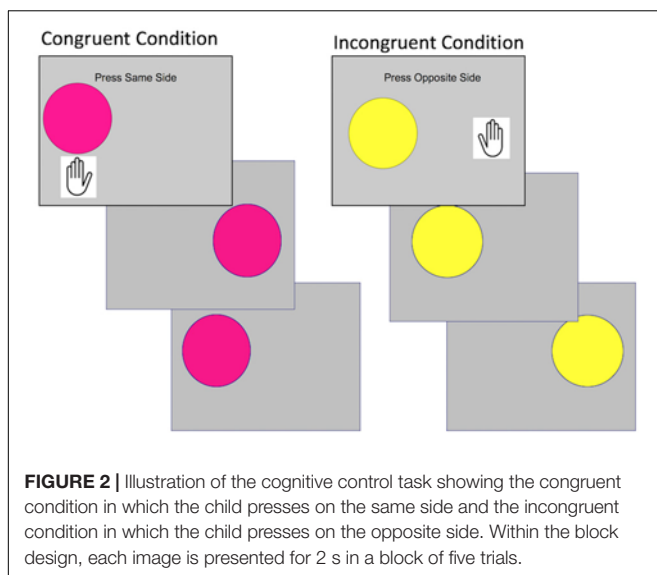 Congruent Condition
Incongruent Condition
Press Same Side
Press Opposite Side
FIGURE 2 | Illustration of the cognitive control task showing the congruent
condition in which the child presses on the same side and the incongruent
condition in which the child presses on the opposite side. Within the block
design, each image is presented for 2 s in a block of five trials.